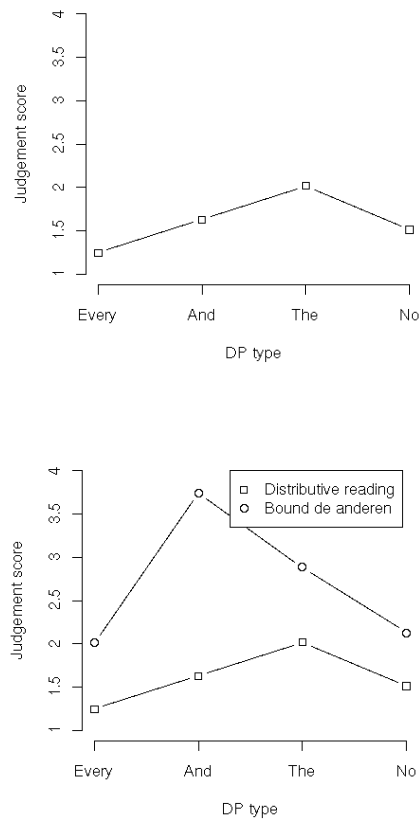 4
3.5
3
2.5
2
1.5
1
Judgement score
Every And The No
DP type
4
3.5
3
2.5
2
1.5
1
Judgement score
Distributive reading
Bound de anderen
Every And The No
DP type